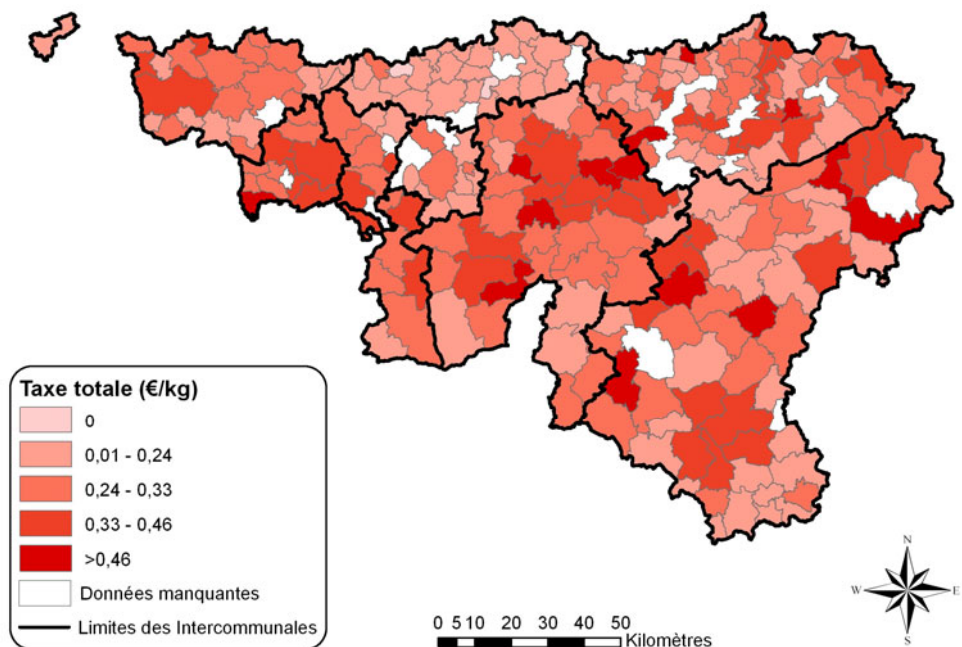 Taxe totale (€/kg)
0
0,01 - 0,24
0,24 - 0,33
0,33 - 0,46
>0,46
Données manquantes
Limites des Intercommunales
N
W E
S
0 5 10 20 30 40 50
Kilomètres